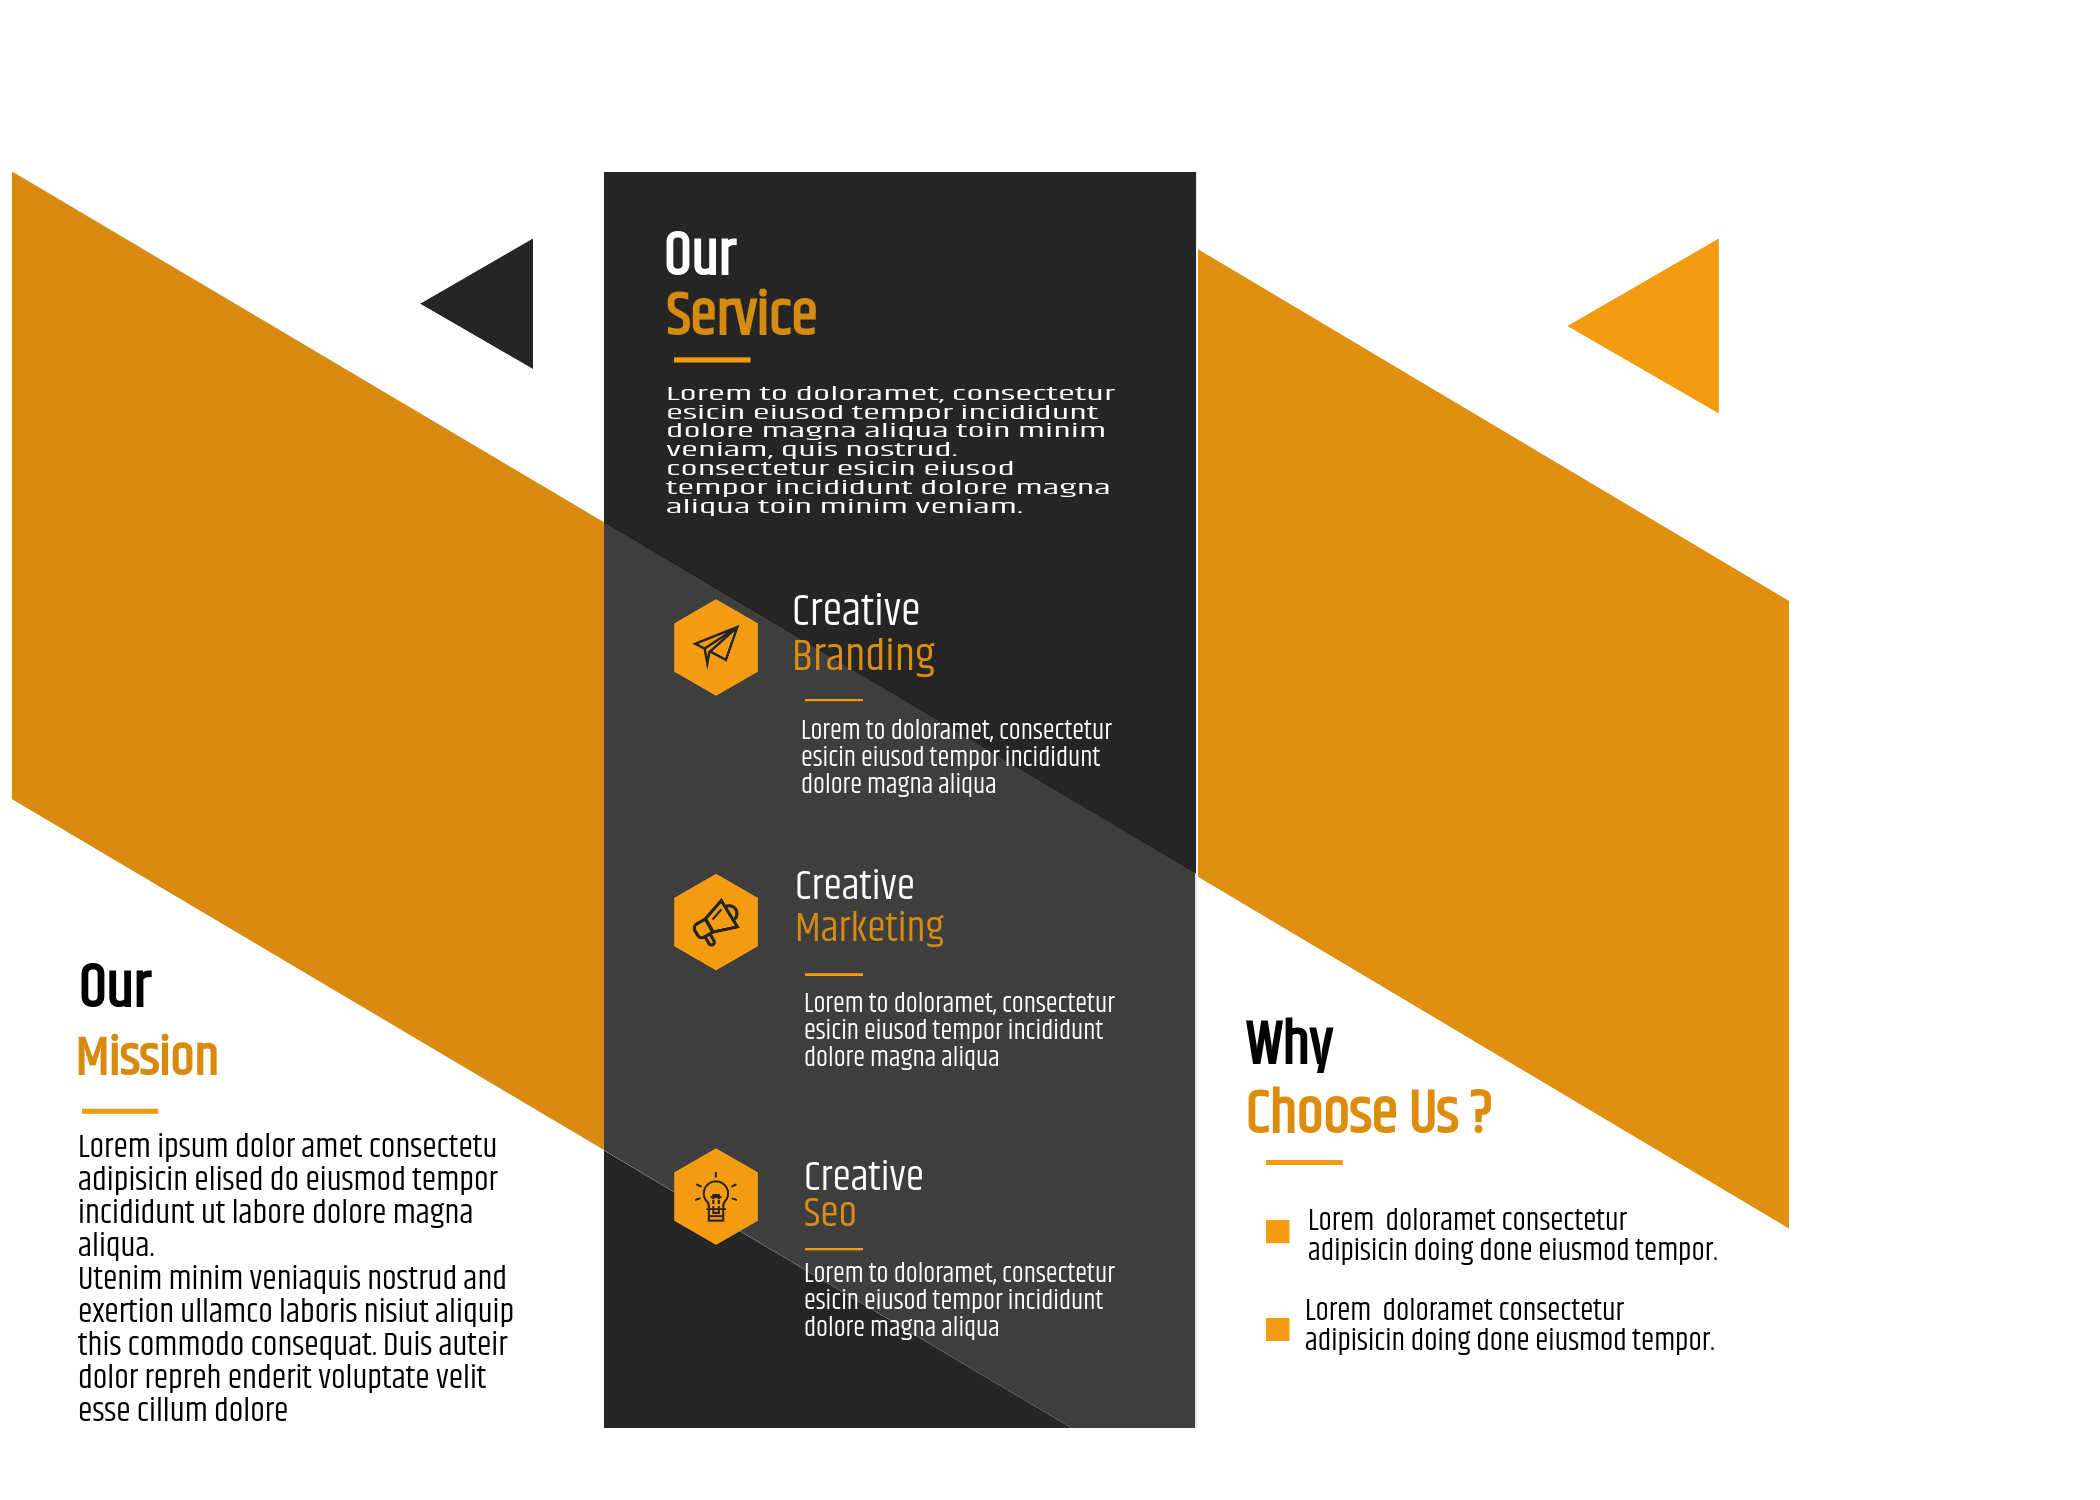 Our
Mission
Lorem ipsum dolor amet consectetu
adipisicin elised do eiusmod tempor
incididunt ut labore dolore magna
aliqua.
Utenim minim veniaquis nostrud and
exertion ullamco laboris nisiut aliquip
this commodo consequat. Duis auteir
dolor repreh enderit voluptate velit
esse cillum dolore
Our
Service
Lorem to doloramet, consectetur
esicin eiusod tempor incididunt
dolore magna aliqua toin minim
veniam, quis nostrud.
consectetur esicin eiusod
tempor incididunt dolore magna
aliqua toin minim veniam.
Creative
Branding
Lorem to doloramet, consectetur
esicin eiusod tempor incididunt
dolore magna aliqua
Creative
Marketing
Lorem to doloramet, consectetur
esicin eiusod tempor incididunt
dolore magna aliqua
Creative
Seo
Lorem to doloramet, consectetur
esicin eiusod tempor incididunt
dolore magna aliqua
Why
Choose Us ?
Lorem  doloramet consectetur
adipisicin doing done eiusmod tempor.
Lorem  doloramet consectetur
adipisicin doing done eiusmod tempor.